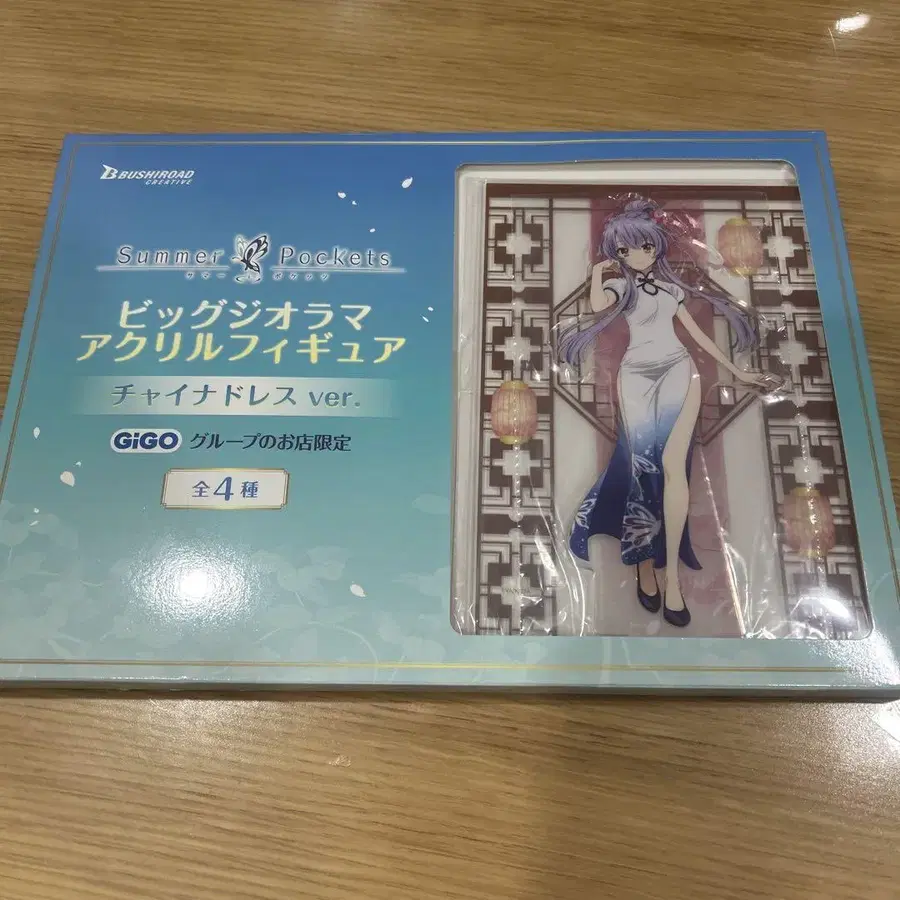 BUSHIROAD
CREATIVE
Summer Pockets
サマー ポケッツ
ビッグジオラマ
アクリルフィギュア
チャイナドレス ver.
GiGO グループのお店限定
全4種